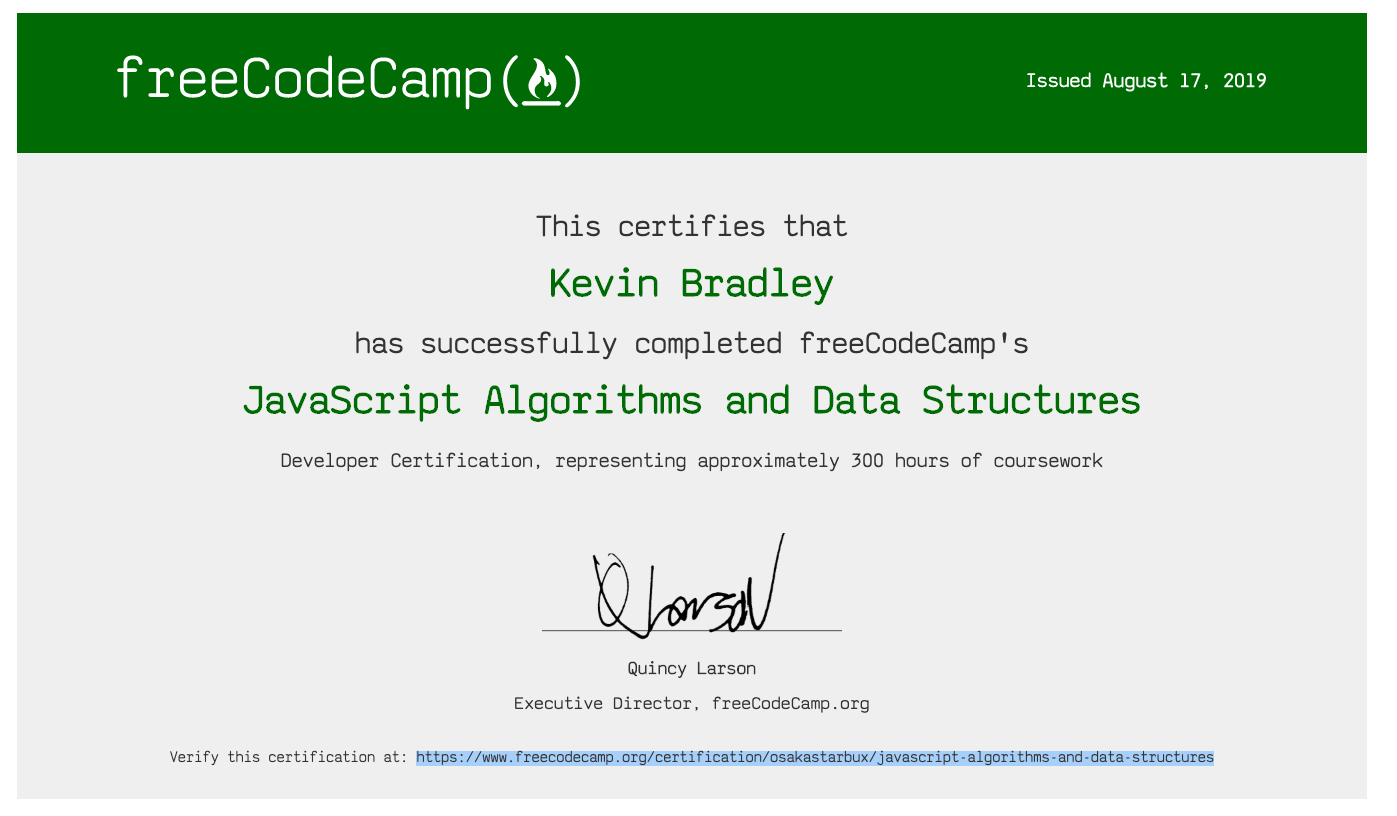 freeCodeCamp
Issued August 17, 2019
This certifies that
Kevin Bradley
has successfully completed freeCodeCamp's
JavaScript Algorithms and Data Structures
Developer Certification, representing approximately 300 hours of coursework
Q Larson
Quincy Larson
Executive Director, freeCodeCamp.org
Verify this certification at: https://www.freecodecamp.org/certification/osakastarbux/javascript-algorithms-and-data-structures